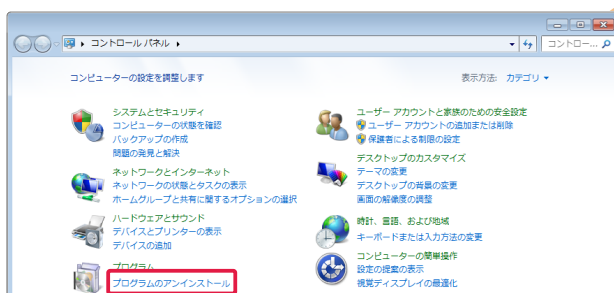 コントロール パネル
コントロー...
コンピューターの設定を調整します
表示方法: カテゴリ
システムとセキュリティ
コンピューターの状態を確認
バックアップの作成
問題の発見と解決
ネットワークとインターネット
ネットワークの状態とタスクの表示
ホームグループと共有に関するオプションの選択
ハードウェアとサウンド
デバイスとプリンターの表示
デバイスの追加
プログラム
プログラムのアンインストール
ユーザー アカウントと家族のための安全設定
ユーザー アカウントの追加または削除
保護者による制限の設定
デスクトップのカスタマイズ
テーマの変更
デスクトップの背景の変更
画面の解像度の調整
時計、言語、および地域
キーボードまたは入力方法の変更
コンピューターの簡単操作
設定の提案の表示
視覚ディスプレイの最適化